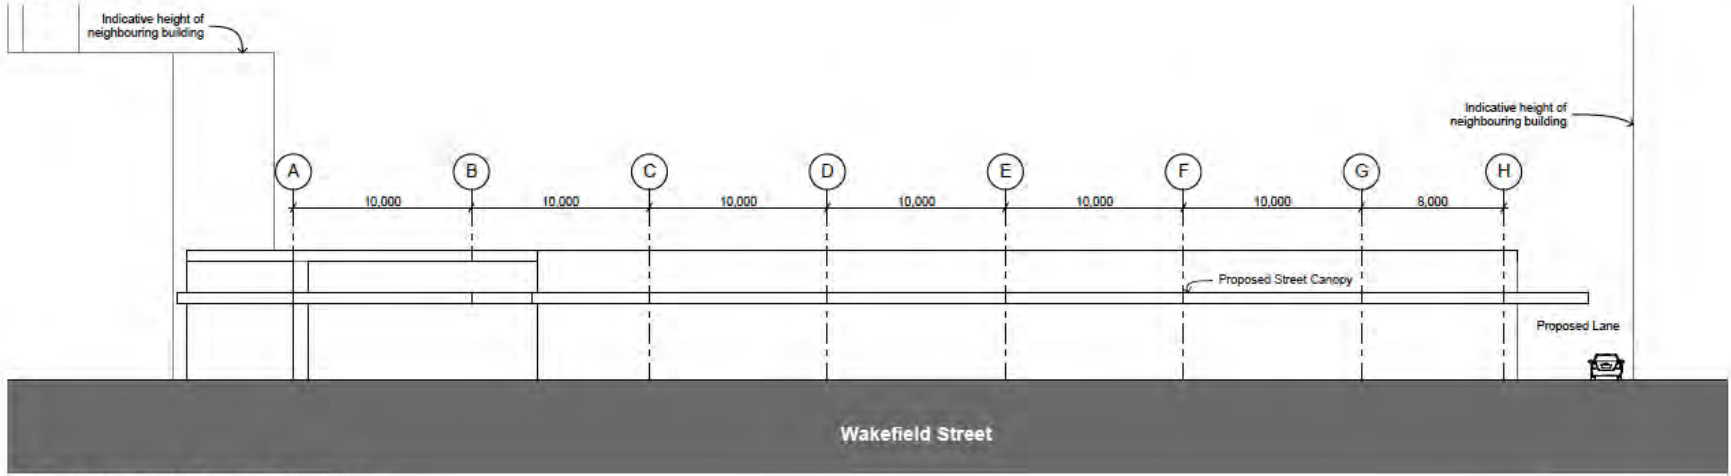 Indicative height of
neighbouring building
Indicative height of
neighbouring building
A B C D E F G H
10,000 10,000 10,000 10,000 10,000 10,000 8,000
Proposed Street Canopy
Proposed Lane
Wakefield Street